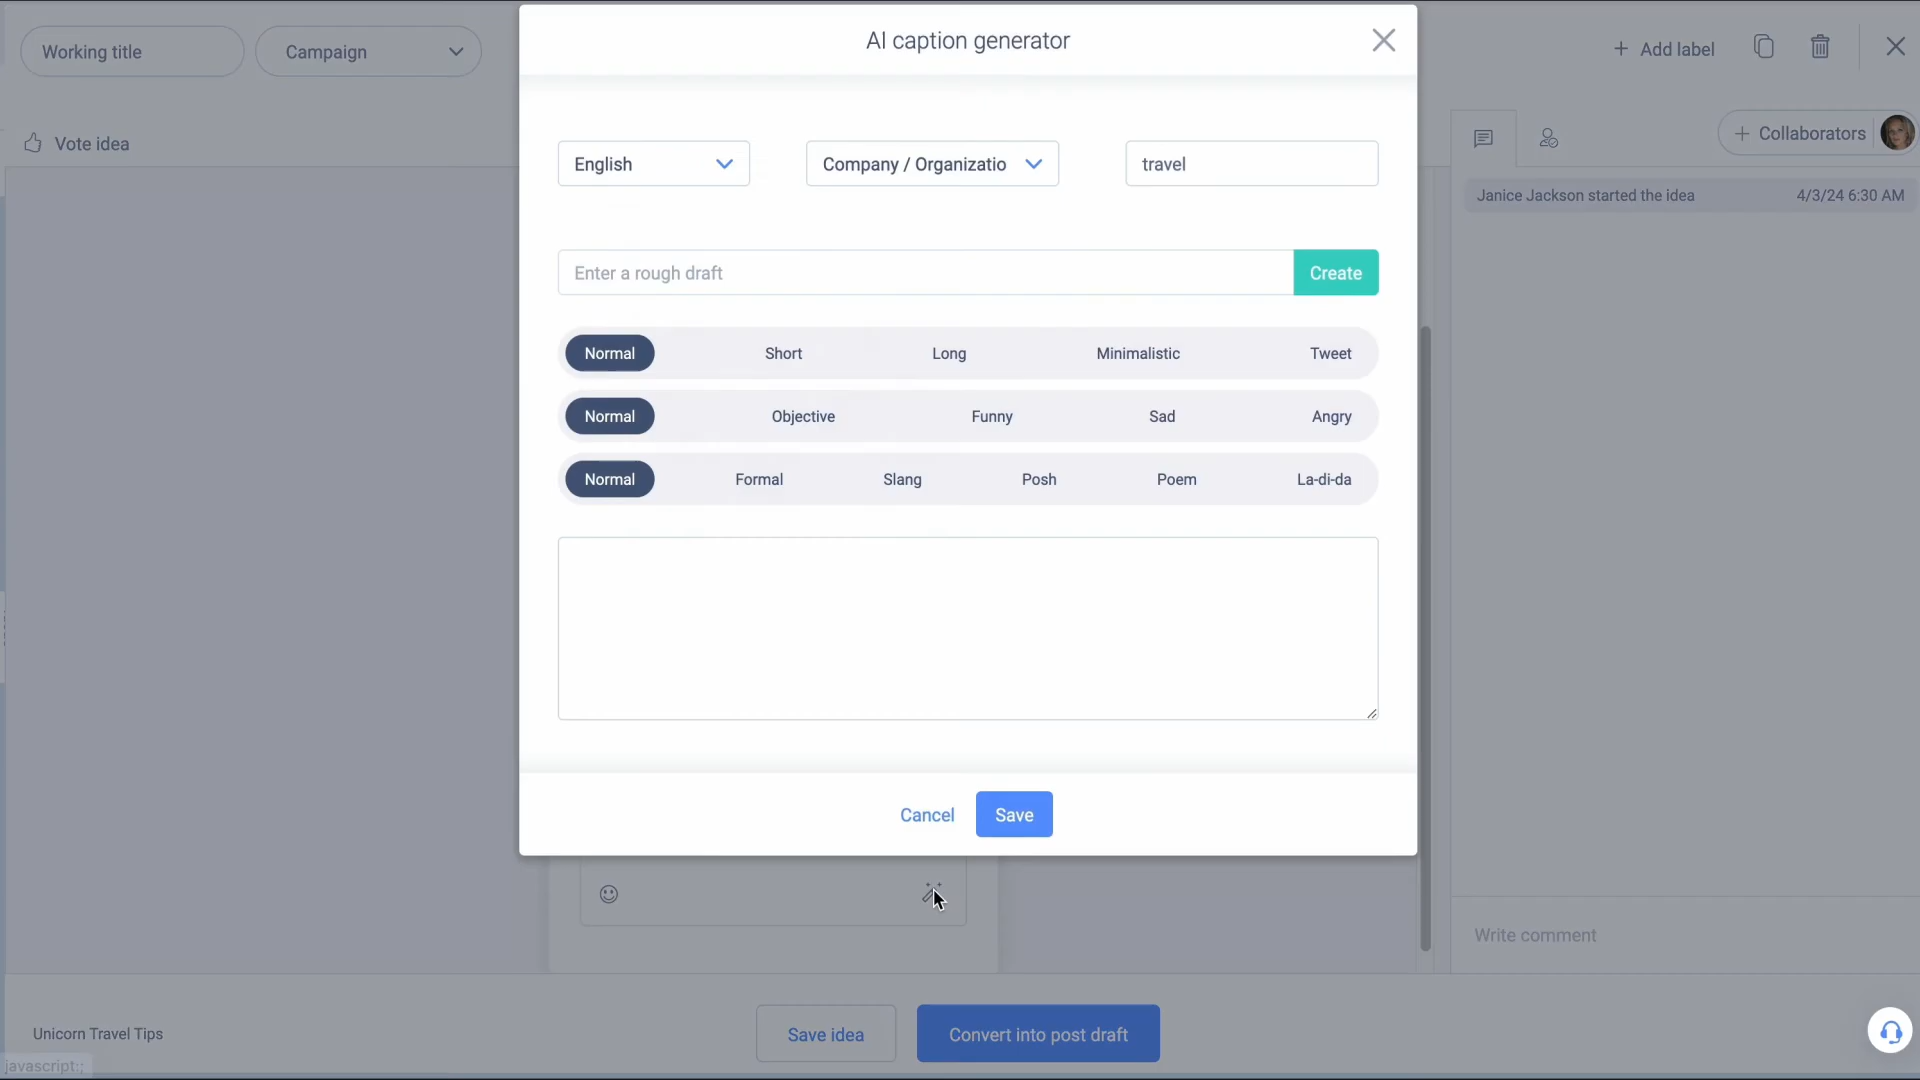 AI caption generator
Working title
Campaign
Add label
Vote idea
Collaborators
English
Company / Organizatio
travel
Janice Jackson started the idea
4/3/24 6:30 AM
Enter a rough draft
Create
Normal Short Long Minimalistic Tweet
Normal Objective Funny Sad Angry
Normal Formal Slang Posh Poem La-di-da
Cancel
Save
Write comment
Unicorn Travel Tips
Save idea
Convert into post draft
javascript:;